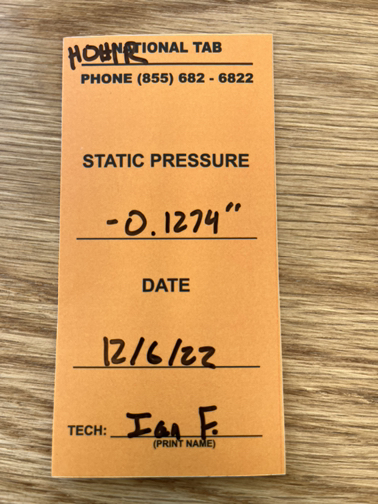 NATIONAL TAB
PHONE (855) 682 - 6822
STATIC PRESSURE
-0.1274"
DATE
12/6/22
TECH: Ian F.
(PRINT NAME)